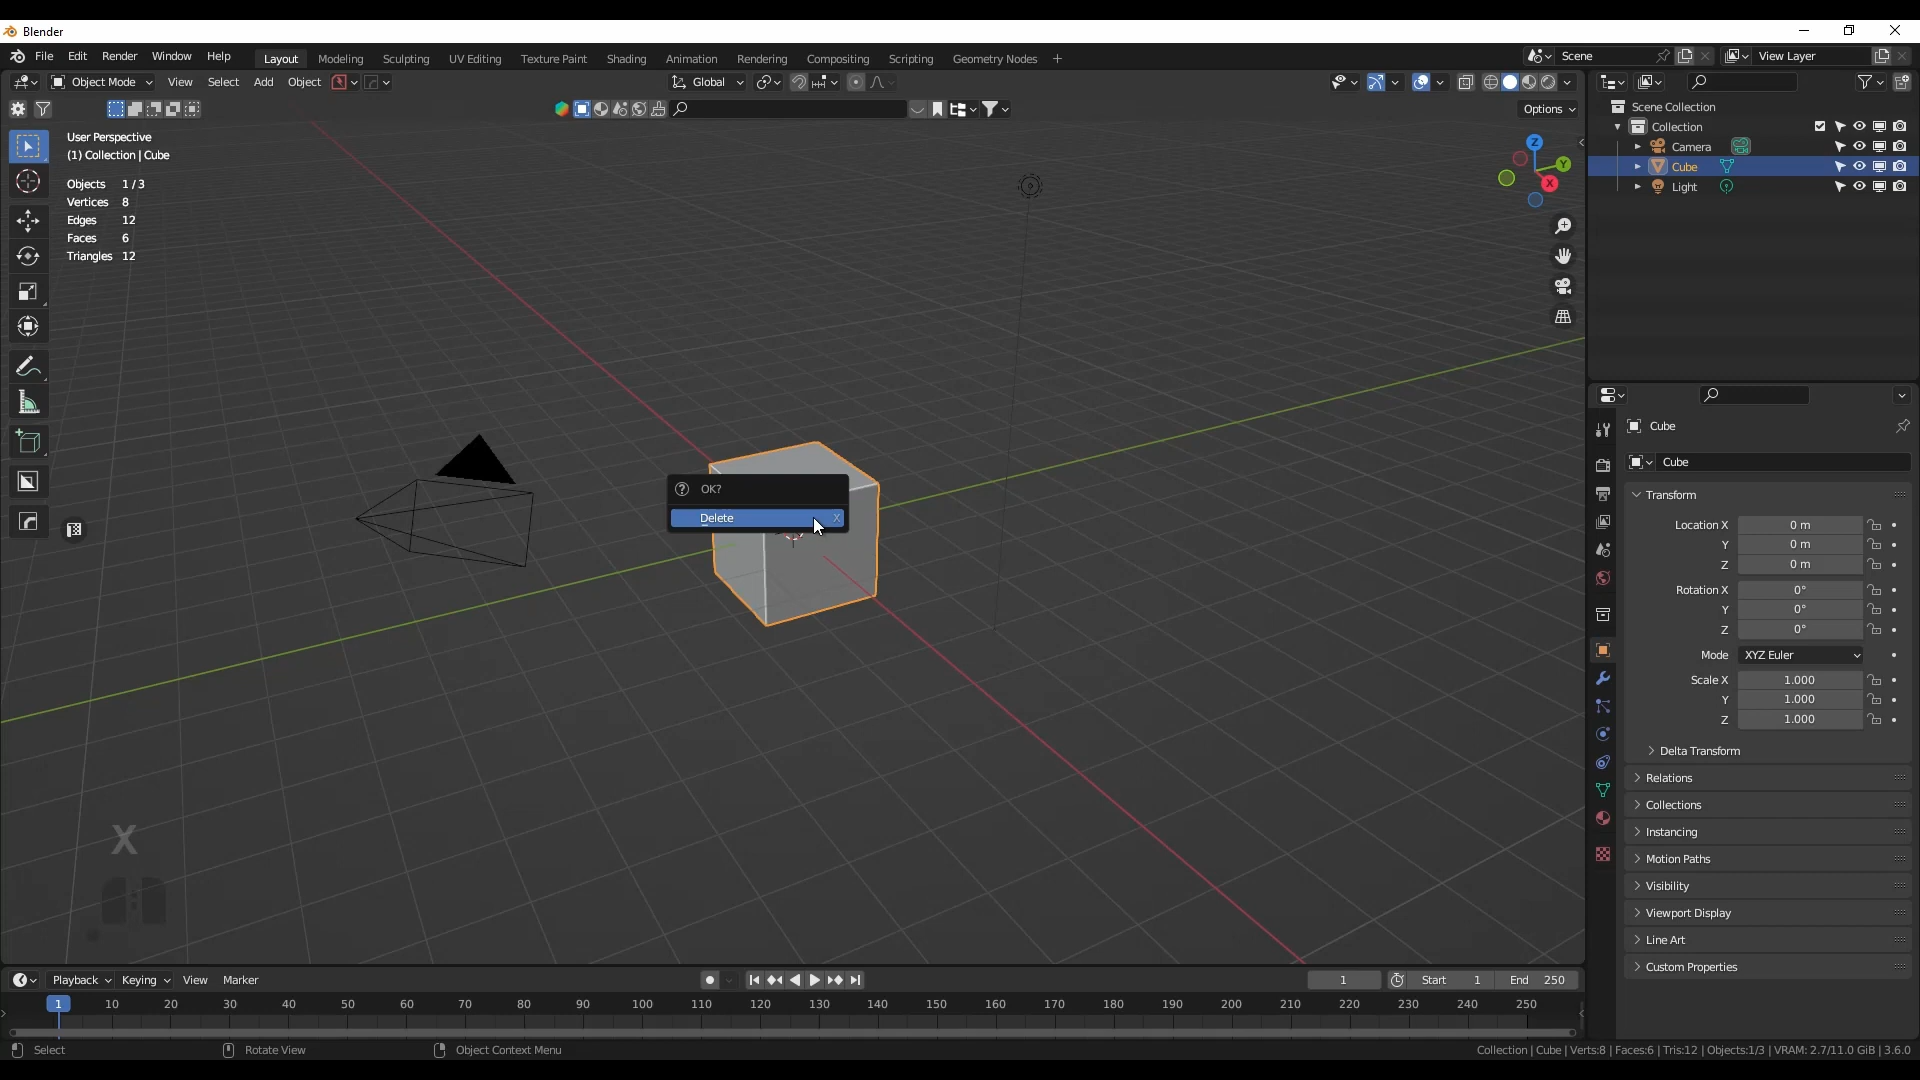 Blender
File Edit Render Window Help Layout Modeling Sculpting UV Editing Texture Paint Shading Animation Rendering Compositing Scripting Geometry Nodes + Scene View Layer
Object Mode View Select Add Object Global
Options
User Perspective
(1) Collection | Cube
Objects 1/3
Vertices 8
Edges 12
Faces 6
Triangles 12
Z
Y
X
OK?
Delete X
X
Scene Collection
Collection
Camera
Cube
Light
Cube
Cube
Transform
Location X 0 m
Y 0 m
Z 0 m
Rotation X 0°
Y 0°
Z 0°
Mode XYZ Euler
Scale X 1.000
Y 1.000
Z 1.000
Delta Transform
Relations
Collections
Instancing
Motion Paths
Visibility
Viewport Display
Line Art
Custom Properties
Playback Keying View Marker 1 Start 1 End 250
1 10 20 30 40 50 60 70 80 90 100 110 120 130 140 150 160 170 180 190 200 210 220 230 240 250
Select Rotate View Object Context Menu Collection | Cube | Verts:8 | Faces:6 | Tris:12 | Objects:1/3 | VRAM: 2.7/11.0 GiB | 3.6.0